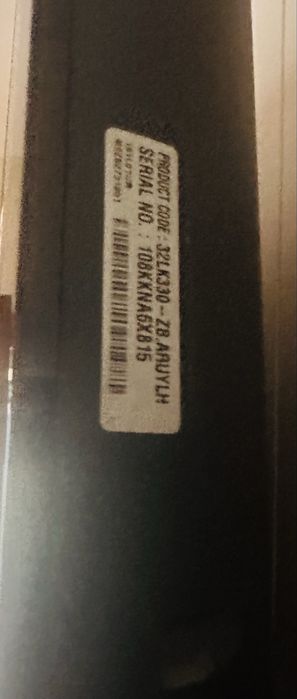 PRODUCT CODE : 32LK330-ZB.ARUYLH
SERIAL NO. : 108KKNA6X815